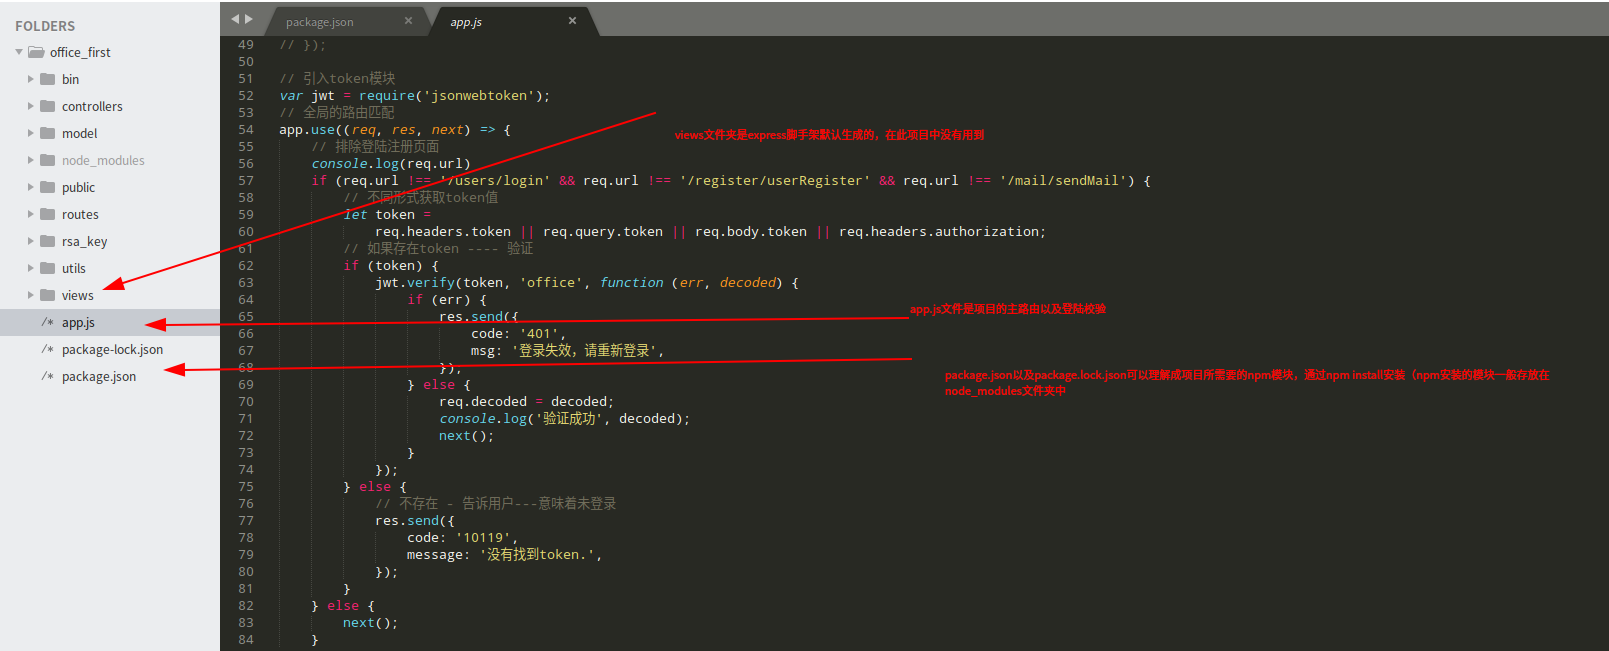 FOLDERS
office_first
bin
controllers
model
node_modules
public
routes
rsa_key
utils
views
/* app.js
/* package-lock.json
/* package.json
package.json ×
app.js ×
49 // });
50
51 // 引入token模块
52 var jwt = require('jsonwebtoken');
53 // 全局的路由匹配
54 app.use((req, res, next) => {
55 // 排除登陆注册页面
56 console.log(req.url)
57 if (req.url !== '/users/login' && req.url !== '/register/userRegister' && req.url !== '/mail/sendMail') {
58 // 不同形式获取token值
59 let token =
60 req.headers.token || req.query.token || req.body.token || req.headers.authorization;
61 // 如果存在token ---- 验证
62 if (token) {
63 jwt.verify(token, 'office', function (err, decoded) {
64 if (err) {
65 res.send({
66 code: '401',
67 msg: '登录失效，请重新登录',
68 });
69 } else {
70 req.decoded = decoded;
71 console.log('验证成功', decoded);
72 next();
73 }
74 });
75 } else {
76 // 不存在 - 告诉用户---意味着未登录
77 res.send({
78 code: '10119',
79 message: '没有找到token.',
80 });
81 }
82 } else {
83 next();
84 }
views文件夹是express脚手架默认生成的，在此项目中没有用到
app.js文件是项目的主路由以及登陆校验
package.json以及package.lock.json可以理解成项目所需要的npm模块，通过npm install安装（npm安装的模块一般存放在
node_modules文件夹中